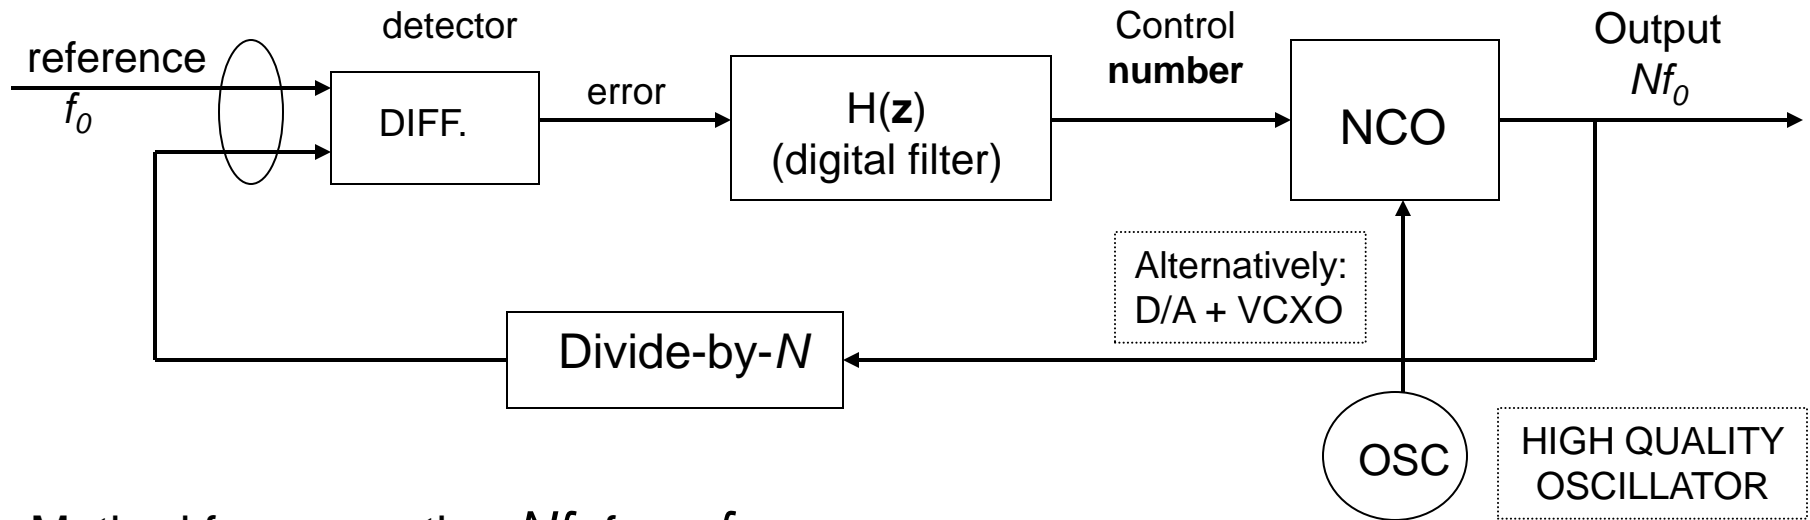 detector
reference
f0
DIFF.
error
H(z)
(digital filter)
Control
number
NCO
Output
Nf0
Alternatively:
D/A + VCXO
Divide-by-N
OSC
HIGH QUALITY
OSCILLATOR